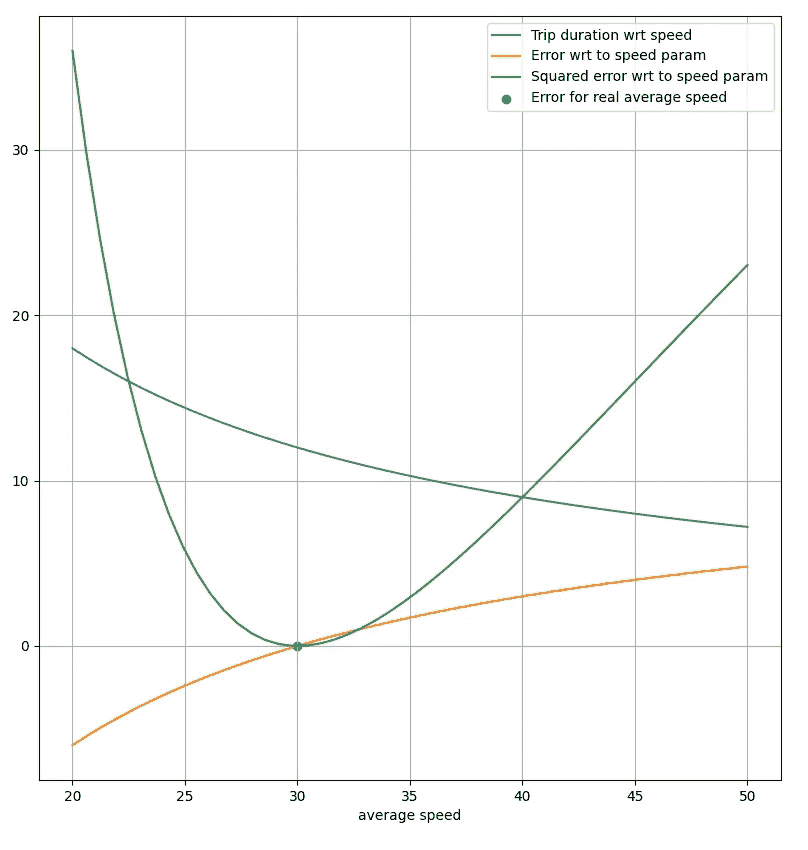 Trip duration wrt speed
Error wrt to speed param
Squared error wrt to speed param
Error for real average speed
30
20
10
0
20 25 30 35 40 45 50
average speed